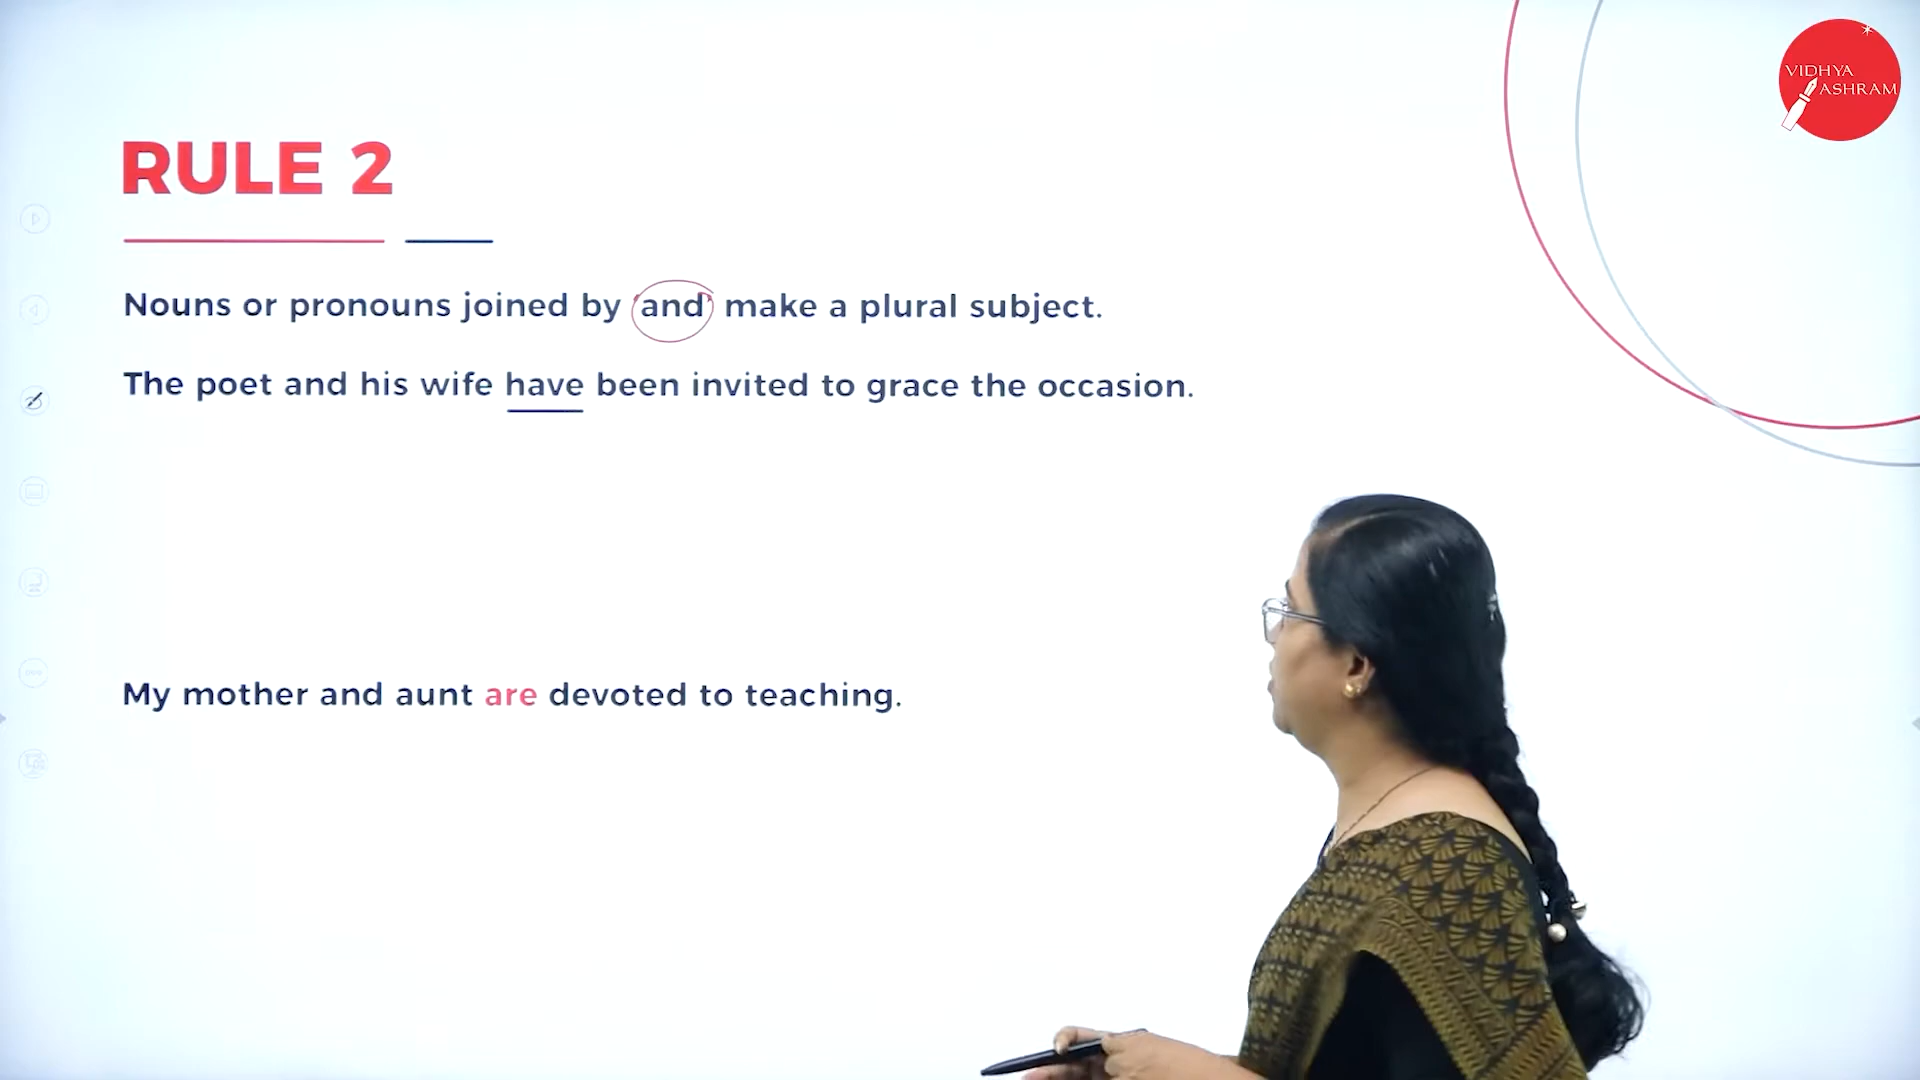 VIDHYA
ASHRAM
RULE 2
Nouns or pronouns joined by 'and' make a plural subject.
The poet and his wife have been invited to grace the occasion.
My mother and aunt are devoted to teaching.